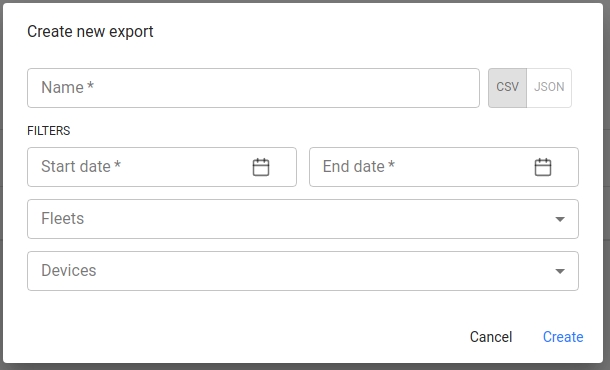 Create new export
Name * CSV JSON
FILTERS
Start date * End date *
Fleets
Devices
Cancel Create